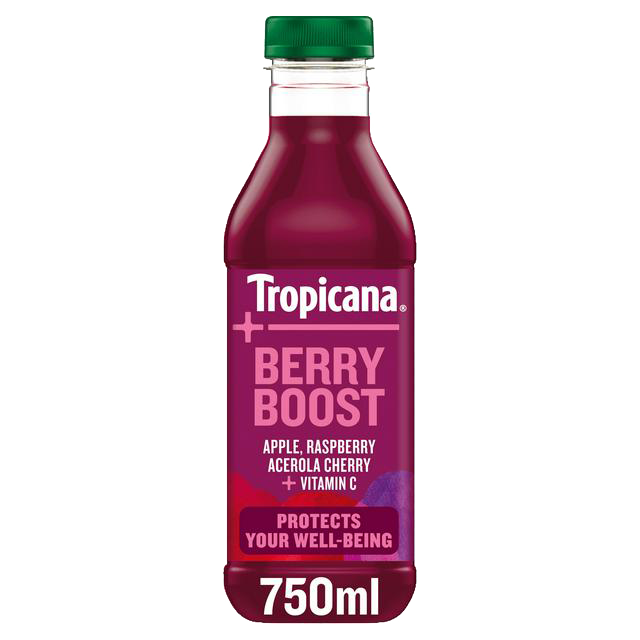 Tropicana®
+
BERRY
BOOST
APPLE, RASPBERRY
ACEROLA CHERRY
+ VITAMIN C
PROTECTS
YOUR WELL-BEING
750ml